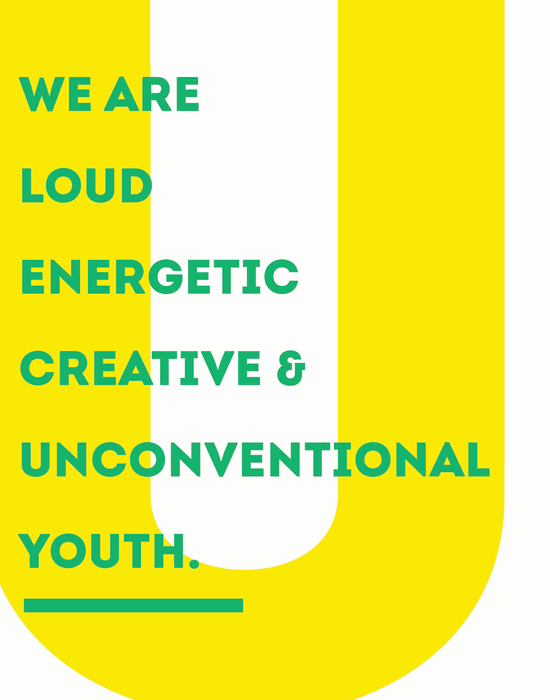 WE ARE
LOUD
ENERGETIC
CREATIVE &
UNCONVENTIONAL
YOUTH.